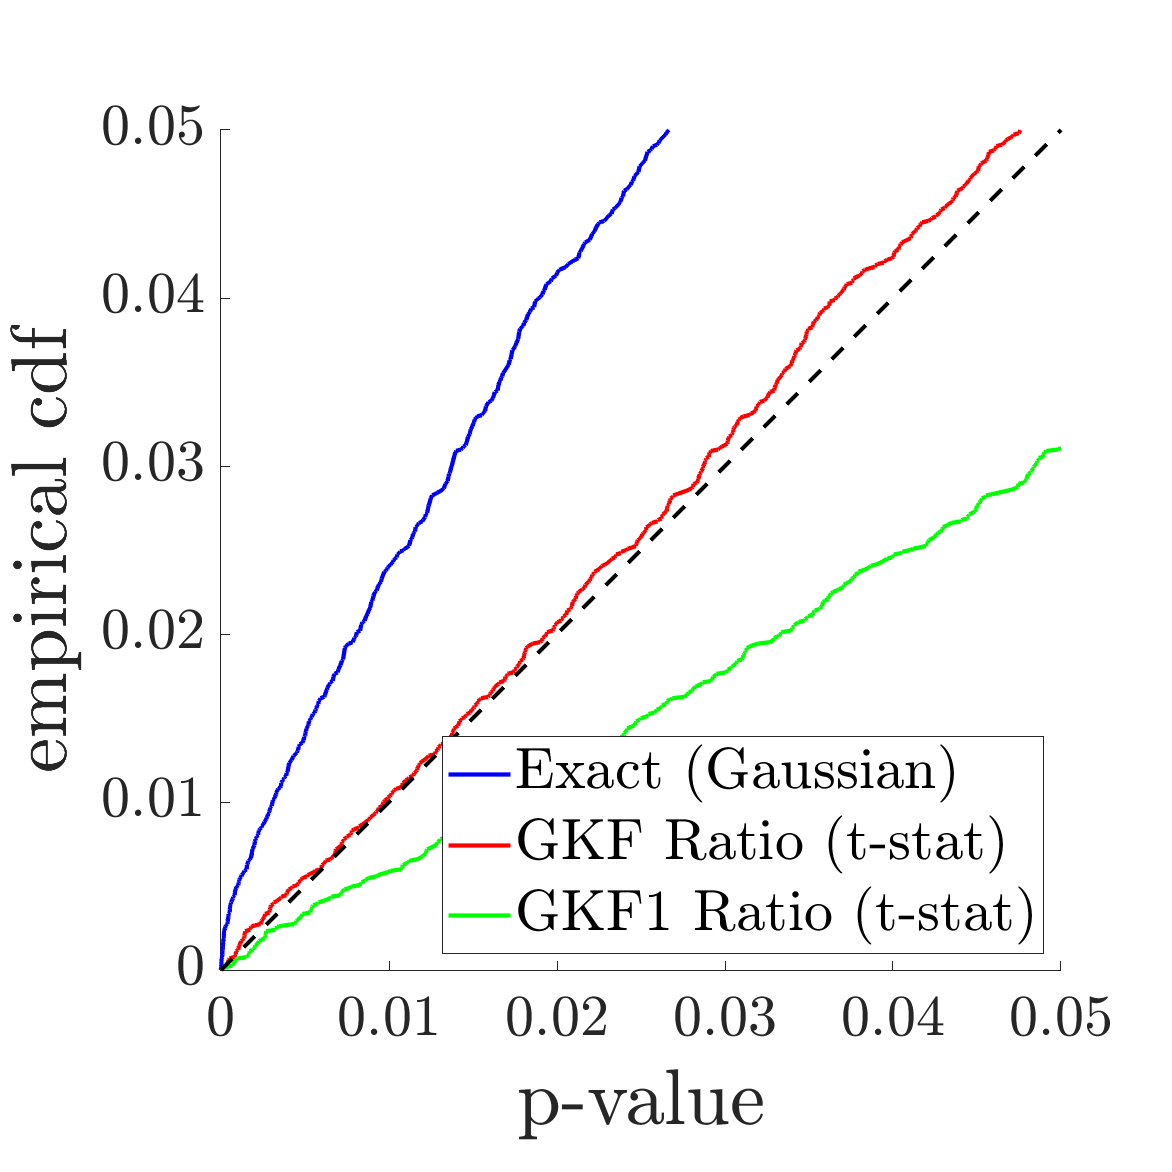 0.05
0.04
0.03
0.02
0.01
0
empirical cdf
Exact (Gaussian)
GKF Ratio (t-stat)
GKF1 Ratio (t-stat)
0 0.01 0.02 0.03 0.04 0.05
p-value